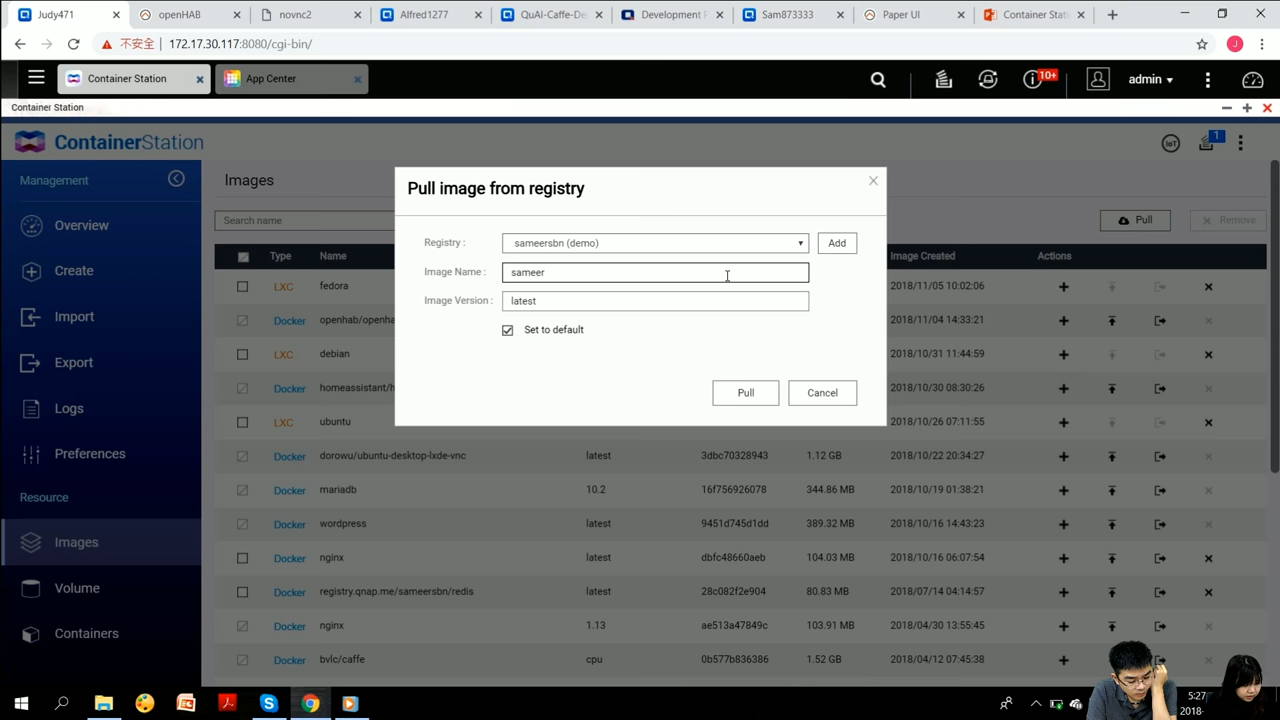 Judy471
openHAB
novnc2
Alfred1277
QuAI-Caffe-De
Development P
Sam873333
Paper UI
Container Stati
不安全
172.17.30.117:8080/cgi-bin/
J
Container Station
App Center
10+
admin
Container Station
ContainerStation
IoT
1
Management
Overview
Create
Import
Export
Logs
Preferences
Resource
Images
Volume
Containers
Images
Search name
Pull
Remove
Type Name Image Created Actions
LXC fedora 2018/11/05 10:02:06
Docker openhab/openha 2018/11/04 14:33:21
LXC debian 2018/10/31 11:44:59
Docker homeassistant/h 2018/10/30 08:30:26
LXC ubuntu 2018/10/26 07:11:55
Docker dorowu/ubuntu-desktop-lxde-vnc latest 3dbc70328943 1.12 GB 2018/10/22 20:34:27
Docker mariadb 10.2 16f756926078 344.86 MB 2018/10/19 01:38:21
Docker wordpress latest 9451d745d1dd 389.32 MB 2018/10/16 14:43:23
Docker nginx latest dbfc48660aeb 104.03 MB 2018/10/16 06:07:54
Docker registry.qnap.me/sameersbn/redis latest 28c082f2e904 80.83 MB 2018/07/14 04:14:57
Docker nginx 1.13 ae513a47849c 103.91 MB 2018/04/30 13:55:45
Docker bvlc/caffe cpu 0b577b836386 1.52 GB 2018/04/12 07:45:38
Pull image from registry
Registry : sameersbn (demo) Add
Image Name : sameer
Image Version : latest
Set to default
Pull Cancel
5:27
2018-